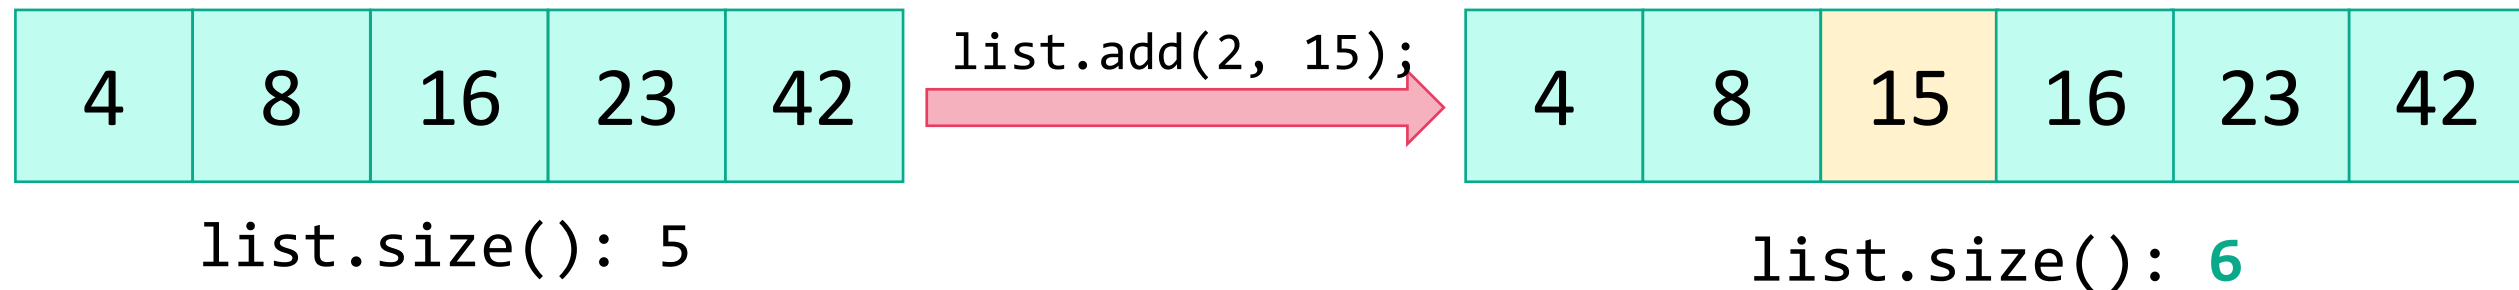 4 8 16 23 42
list.add(2, 15);
4 8 15 16 23 42
list.size(): 5
list.size(): 6